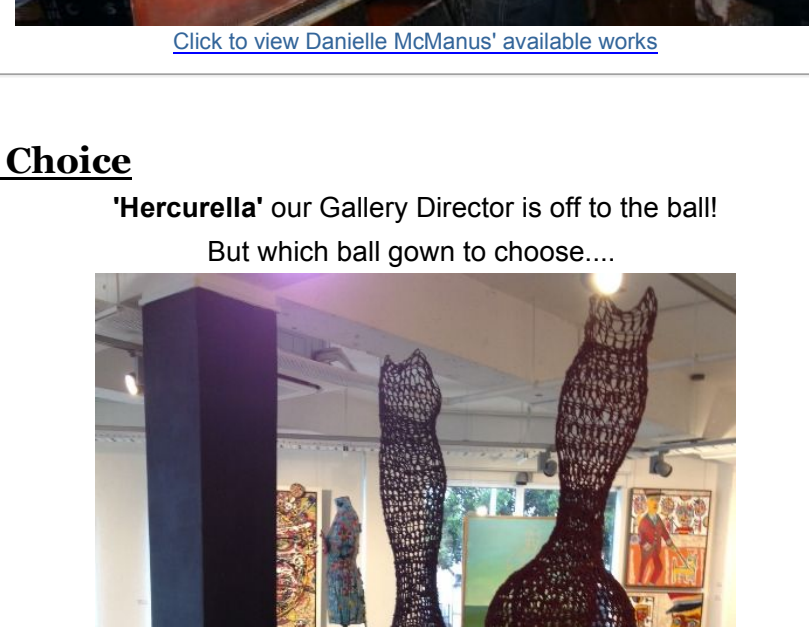 Click to view Danielle McManus' available works
Choice
'Hercurella' our Gallery Director is off to the ball!
But which ball gown to choose....